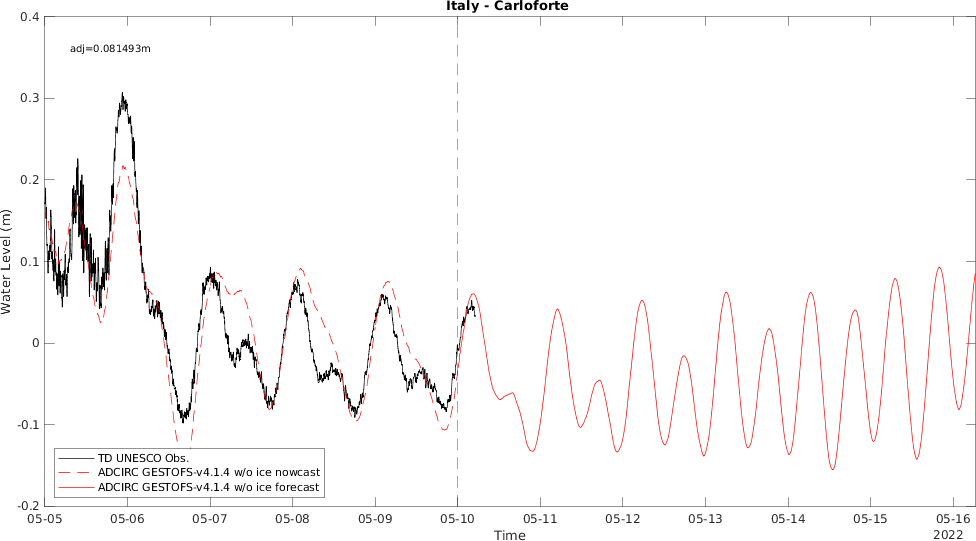 Italy - Carloforte
adj=0.081493m
Water Level (m)
0.4
0.3
0.2
0.1
0
-0.1
-0.2
TD UNESCO Obs.
ADCIRC GESTOFS-v4.1.4 w/o ice nowcast
ADCIRC GESTOFS-v4.1.4 w/o ice forecast
05-05 05-06 05-07 05-08 05-09 05-10 05-11 05-12 05-13 05-14 05-15 05-16
Time
2022